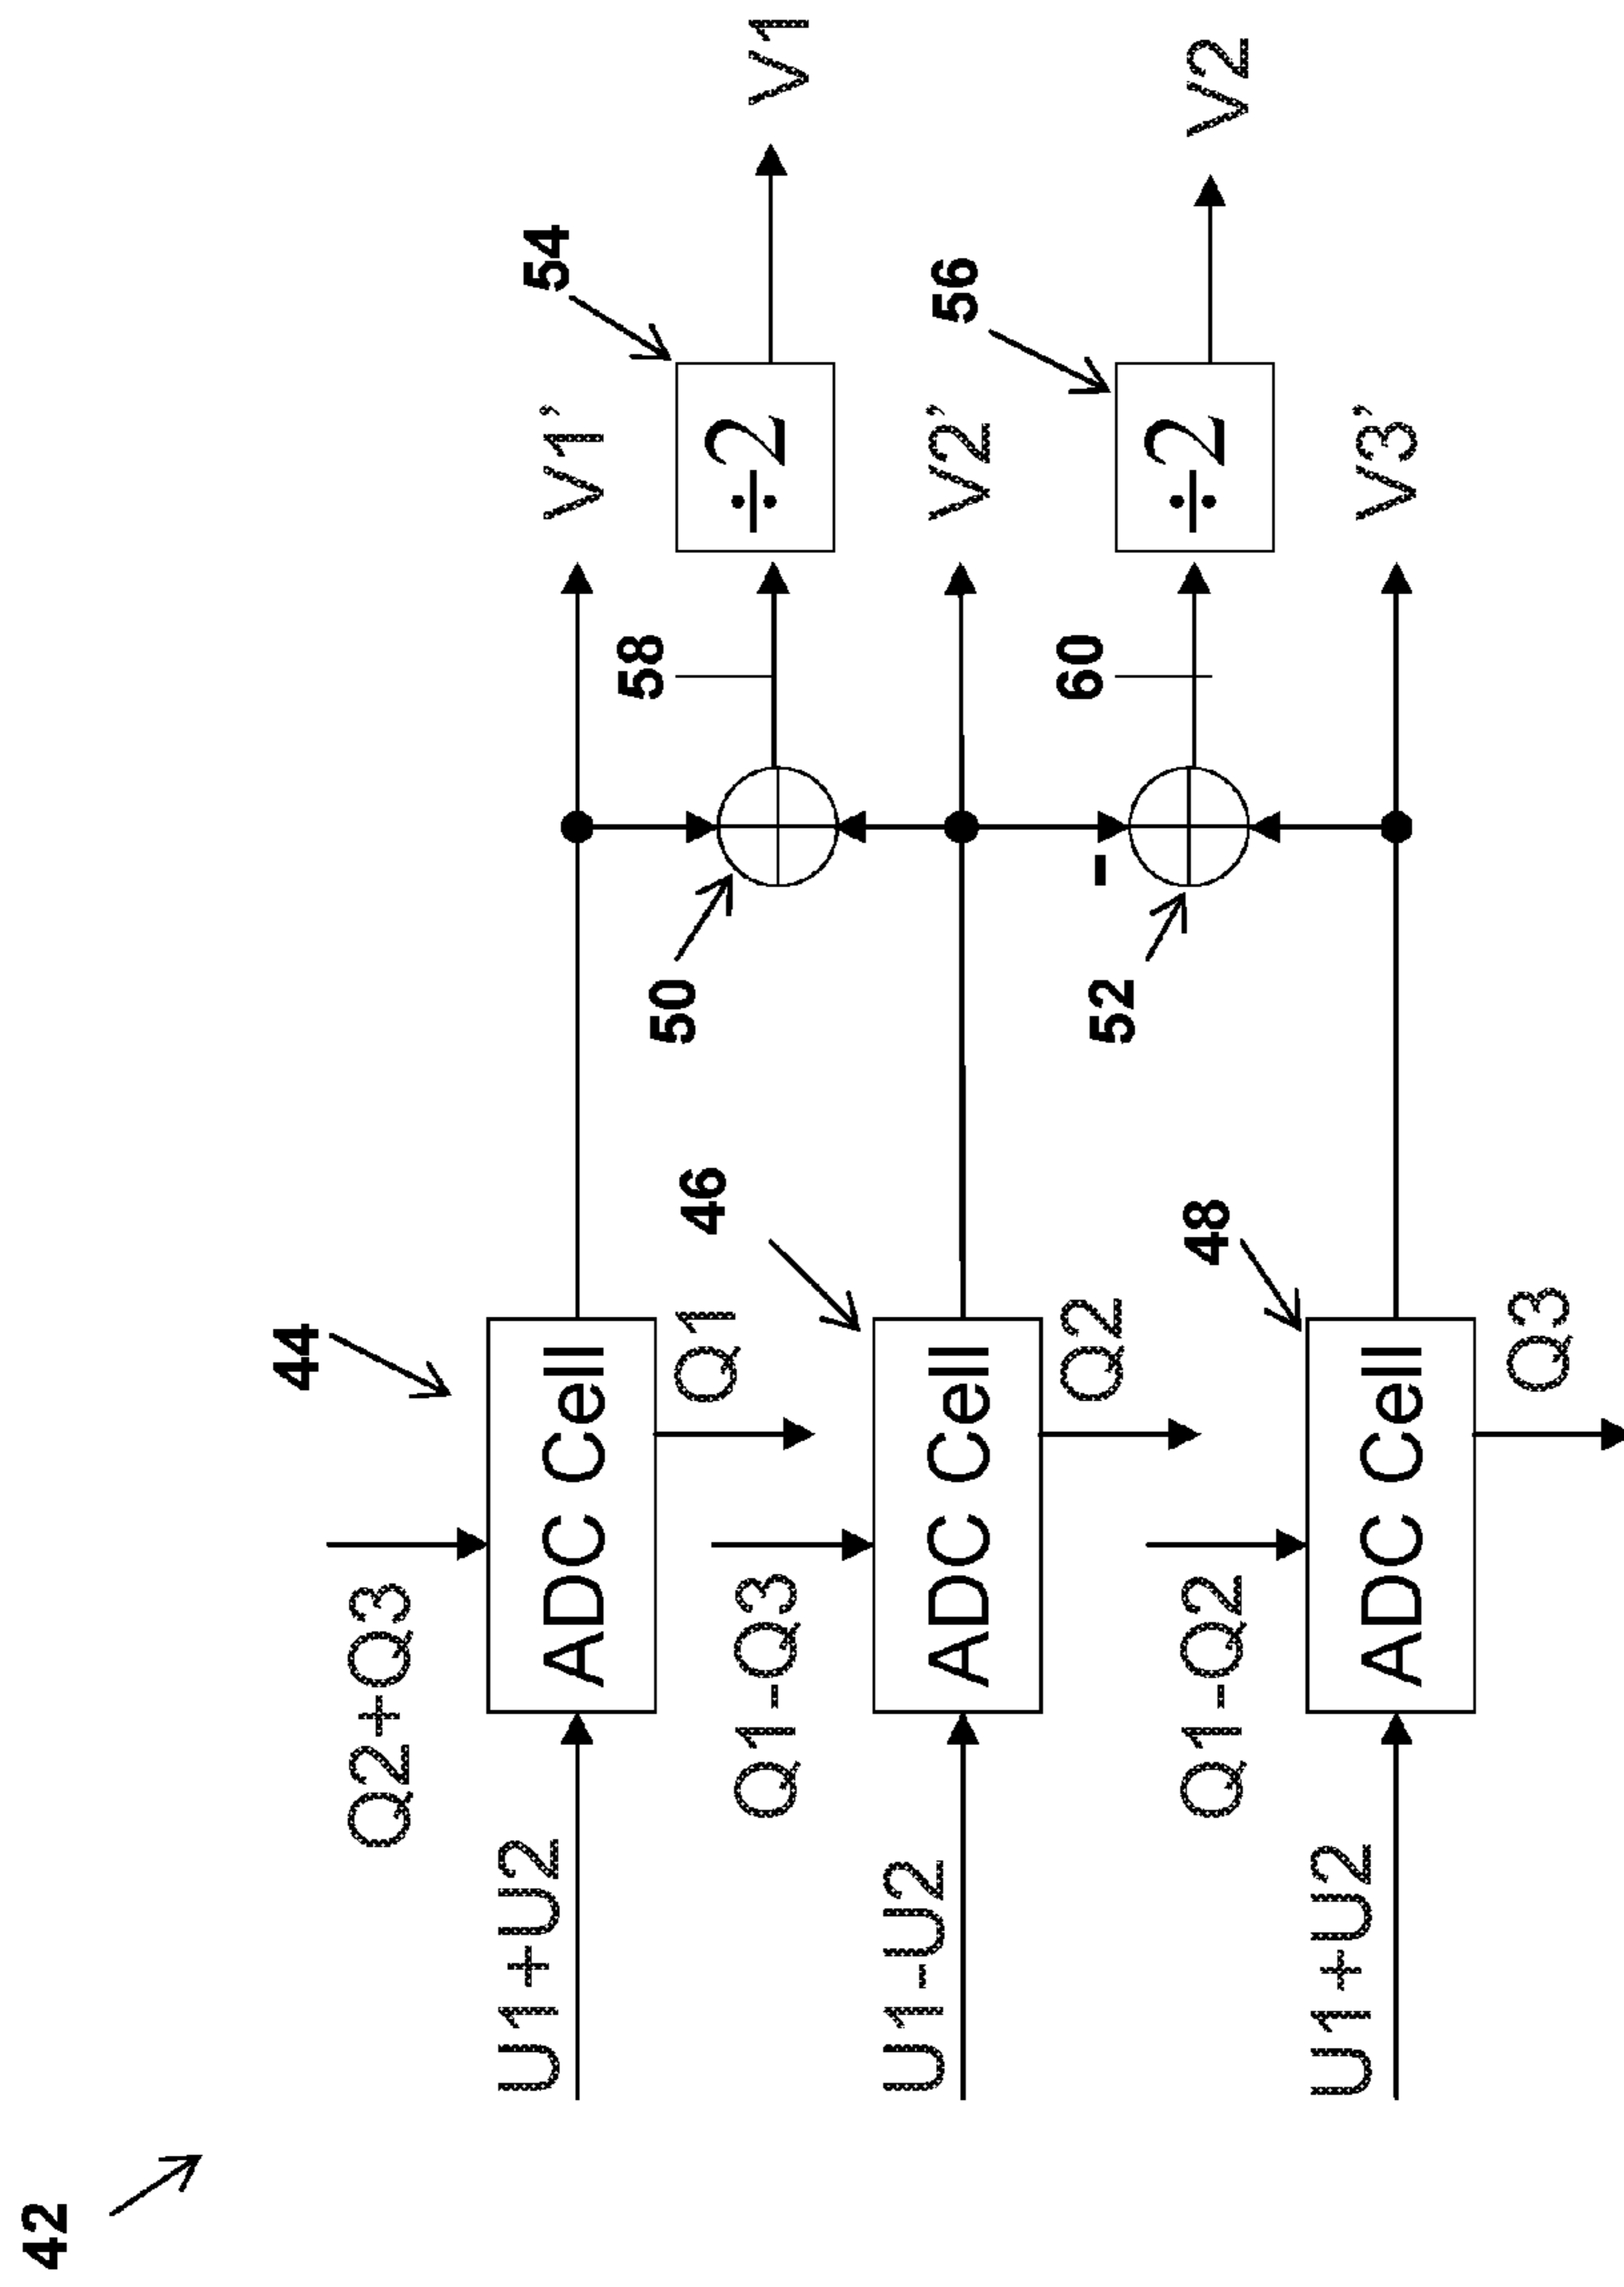 42
44
Q2+Q3
U1+U2
ADC Cell
Q1
V1’
50
58
÷2
54
V1
46
Q1-Q3
U1-U2
ADC Cell
Q2
V2’
-
52
60
÷2
56
V2
48
Q1-Q2
U1+U2
ADC Cell
Q3
V3’